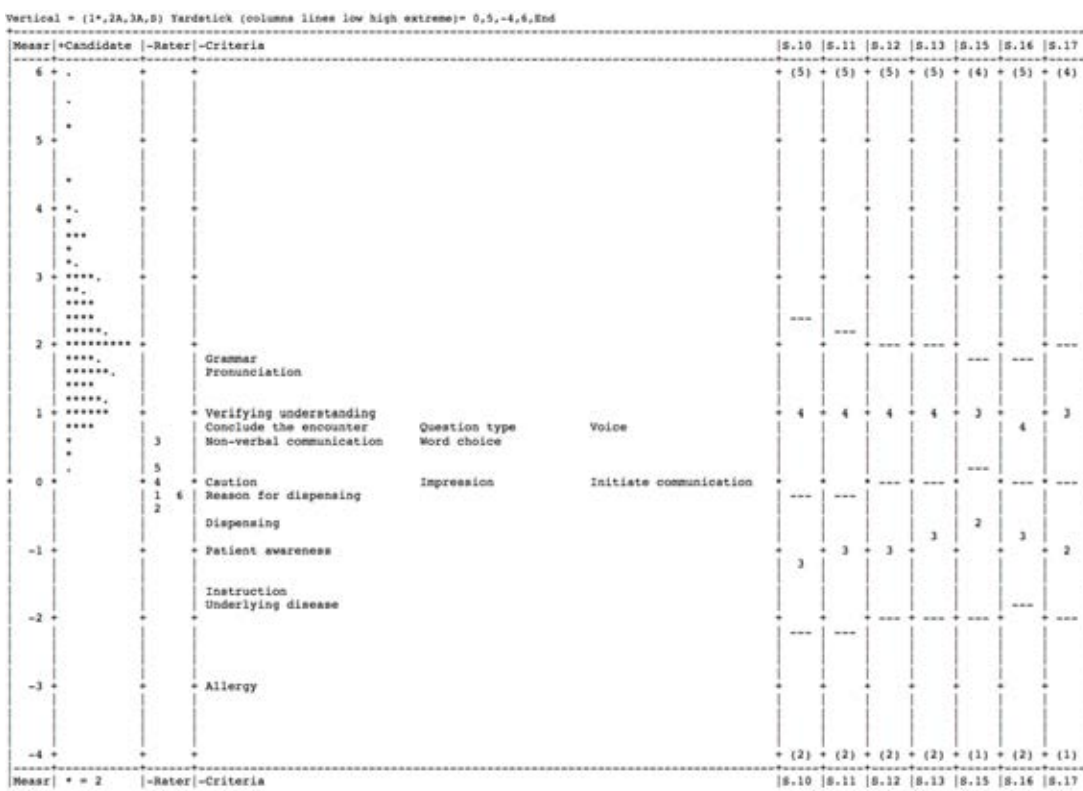 Vertical = (1*,2A,3A,S) Yardstick (columns lines low high extreme)= 0,5,-4,6,End
|Measr|+Candidate |-Rater|-Criteria |S.10 |S.11 |S.12 |S.13 |S.15 |S.16 |S.17
6 + . + + + (5) + (5) + (5) + (5) + (4) + (5) + (4)
.
*
5 + + +
*
4 + *. + +
*
***
*
*.
3 + ****. + +
**.
****
****
---
*****. ---
2 + ********* + + --- --- ---
****. Grammar --- ---
******. Pronunciation
****
*****.
1 + ****** + + Verifying understanding + 4 + 4 + 4 + 4 + 3 + + 3
**** Conclude the encounter Question type Voice 4
* 3 Non-verbal communication Word choice
*
. 5 ---
* 0 * * 4 * Caution Impression Initiate communication --- --- --- ---
1 6 Reason for dispensing --- ---
2
Dispensing 2
3 3
-1 + + + Patient awareness + + 3 + 3 + + + + 2
3
Instruction
Underlying disease ---
-2 + + + --- --- --- ---
--- ---
-3 + + + Allergy
-4 + + + + (2) + (2) + (2) + (2) + (1) + (2) + (1)
|Measr| * = 2 |-Rater|-Criteria |S.10 |S.11 |S.12 |S.13 |S.15 |S.16 |S.17